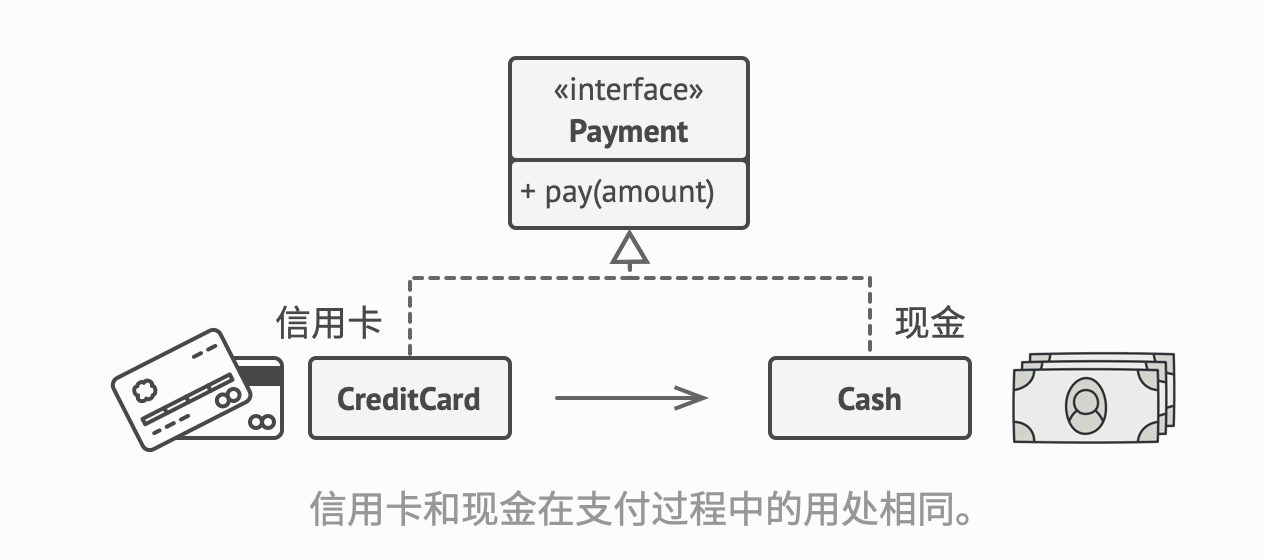 «interface»
Payment
+ pay(amount)
信用卡
现金
CreditCard
Cash
信用卡和现金在支付过程中的用处相同。